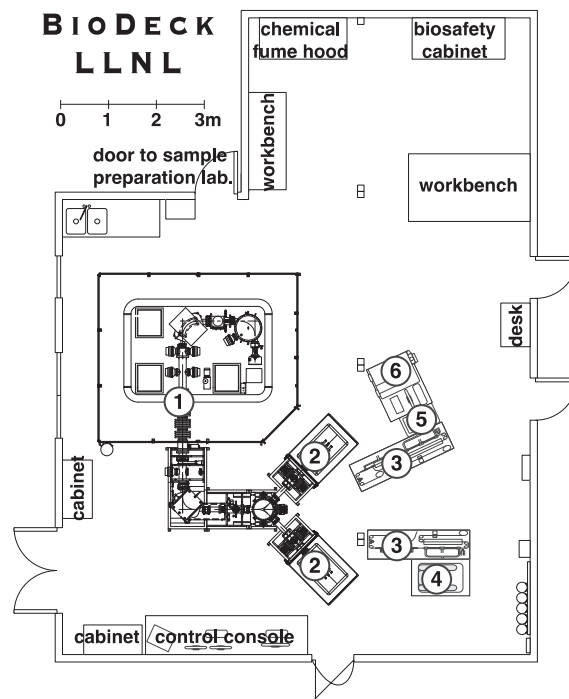 BIODECK
LLNL
0 1 2 3m
chemical
fume hood
biosafety
cabinet
workbench
door to sample
preparation lab.
workbench
desk
6
5
1
2
3
cabinet
3
2
4
cabinet
control console